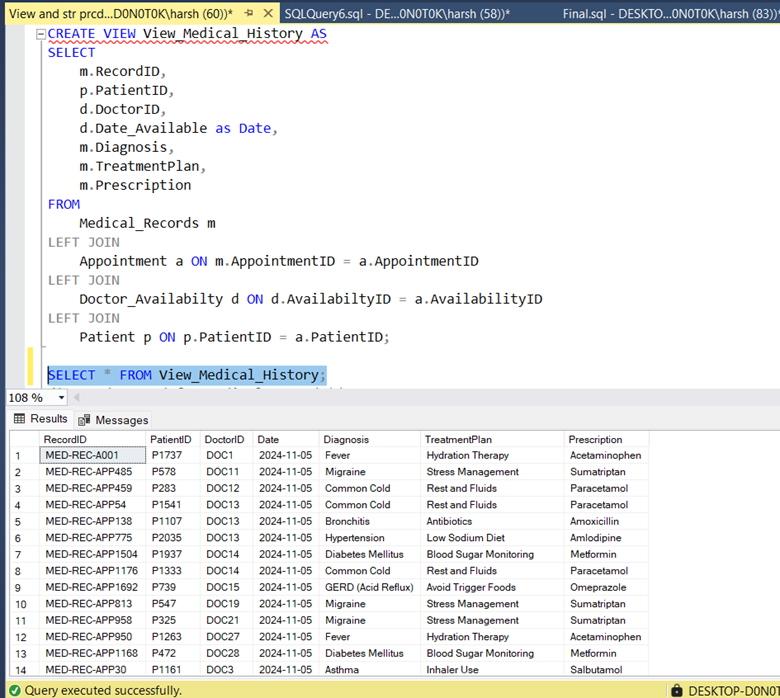 View and str prcd...D0N0T0K\harsh (60))* SQLQuery6.sql - DE...0N0T0K\harsh (58))* Final.sql - DESKTO...0N0T0K\harsh (83))*
CREATE VIEW View_Medical_History AS
SELECT
m.RecordID,
p.PatientID,
d.DoctorID,
d.Date_Available as Date,
m.Diagnosis,
m.TreatmentPlan,
m.Prescription
FROM
Medical_Records m
LEFT JOIN
Appointment a ON m.AppointmentID = a.AppointmentID
LEFT JOIN
Doctor_Availabilty d ON d.AvailabiltyID = a.AvailabilityID
LEFT JOIN
Patient p ON p.PatientID = a.PatientID;
SELECT * FROM View_Medical_History;
108 %
Results Messages
RecordID PatientID DoctorID Date Diagnosis TreatmentPlan Prescription
1 MED-REC-A001 P1737 DOC1 2024-11-05 Fever Hydration Therapy Acetaminophen
2 MED-REC-APP485 P578 DOC11 2024-11-05 Migraine Stress Management Sumatriptan
3 MED-REC-APP459 P283 DOC12 2024-11-05 Common Cold Rest and Fluids Paracetamol
4 MED-REC-APP54 P1541 DOC13 2024-11-05 Common Cold Rest and Fluids Paracetamol
5 MED-REC-APP138 P1107 DOC13 2024-11-05 Bronchitis Antibiotics Amoxicillin
6 MED-REC-APP775 P2035 DOC13 2024-11-05 Hypertension Low Sodium Diet Amlodipine
7 MED-REC-APP1504 P1937 DOC14 2024-11-05 Diabetes Mellitus Blood Sugar Monitoring Metformin
8 MED-REC-APP1176 P1333 DOC14 2024-11-05 Common Cold Rest and Fluids Paracetamol
9 MED-REC-APP1692 P739 DOC15 2024-11-05 GERD (Acid Reflux) Avoid Trigger Foods Omeprazole
10 MED-REC-APP813 P547 DOC19 2024-11-05 Migraine Stress Management Sumatriptan
11 MED-REC-APP958 P325 DOC21 2024-11-05 Migraine Stress Management Sumatriptan
12 MED-REC-APP950 P1263 DOC27 2024-11-05 Fever Hydration Therapy Acetaminophen
13 MED-REC-APP1168 P472 DOC28 2024-11-05 Diabetes Mellitus Blood Sugar Monitoring Metformin
14 MED-REC-APP30 P1161 DOC3 2024-11-05 Asthma Inhaler Use Salbutamol
Query executed successfully. DESKTOP-D0N0T